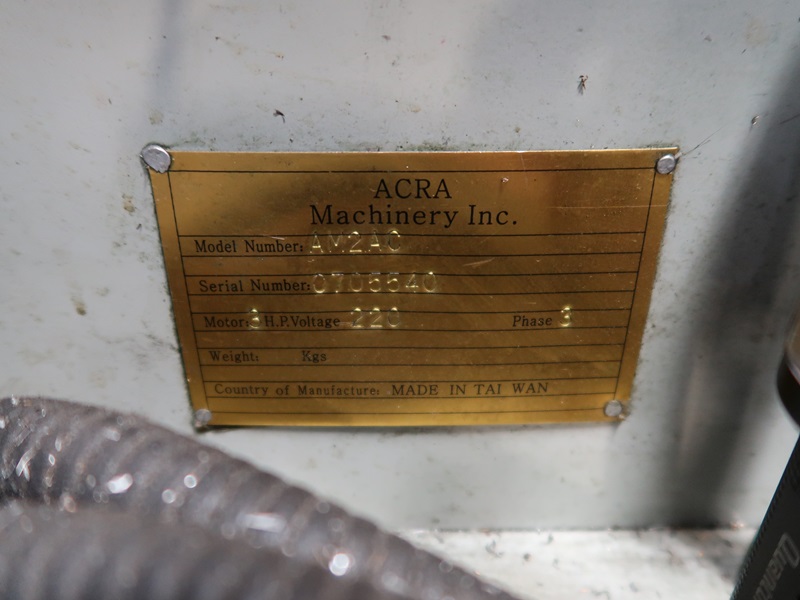 ACRA
Machinery Inc.
Model Number: AM2AC
Serial Number: 0705540
Motor: 3 H.P. Voltage 220 Phase 3
Weight: Kgs
Country of Manufacture: MADE IN TAI WAN